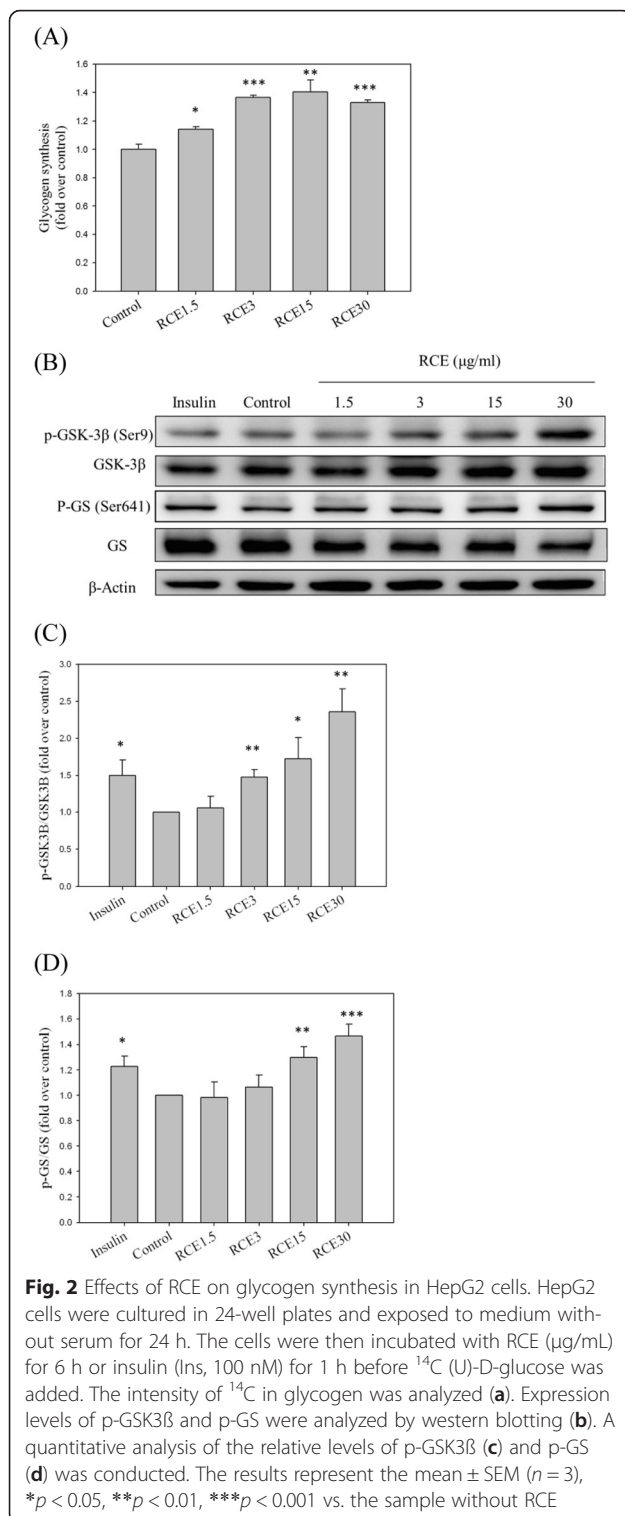 (A)
Glycogen synthesis
(fold over control)
1.6
1.4
1.2
1.0
0.8
0.6
0.4
0.2
0.0
*
***
**
***
Control
RCE1.5
RCE3
RCE15
RCE30
(B)
RCE (µg/ml)
Insulin Control 1.5 3 15 30
p-GSK-3β (Ser9)
GSK-3β
P-GS (Ser641)
GS
β-Actin
(C)
p-GSK3B/GSK3B (fold over control)
3.0
2.5
2.0
1.5
1.0
0.5
0.0
*
**
*
**
Insulin
Control
RCE1.5
RCE3
RCE15
RCE30
(D)
p-GS/GS (fold over control)
1.8
1.6
1.4
1.2
1.0
0.8
0.6
0.4
0.2
0.0
*
**
***
Insulin
Control
RCE1.5
RCE3
RCE15
RCE30
Fig. 2 Effects of RCE on glycogen synthesis in HepG2 cells. HepG2
cells were cultured in 24-well plates and exposed to medium with-
out serum for 24 h. The cells were then incubated with RCE (µg/mL)
for 6 h or insulin (Ins, 100 nM) for 1 h before ¹⁴C (U)-D-glucose was
added. The intensity of ¹⁴C in glycogen was analyzed (a). Expression
levels of p-GSK3ß and p-GS were analyzed by western blotting (b). A
quantitative analysis of the relative levels of p-GSK3ß (c) and p-GS
(d) was conducted. The results represent the mean ± SEM (n = 3),
*p < 0.05, **p < 0.01, ***p < 0.001 vs. the sample without RCE